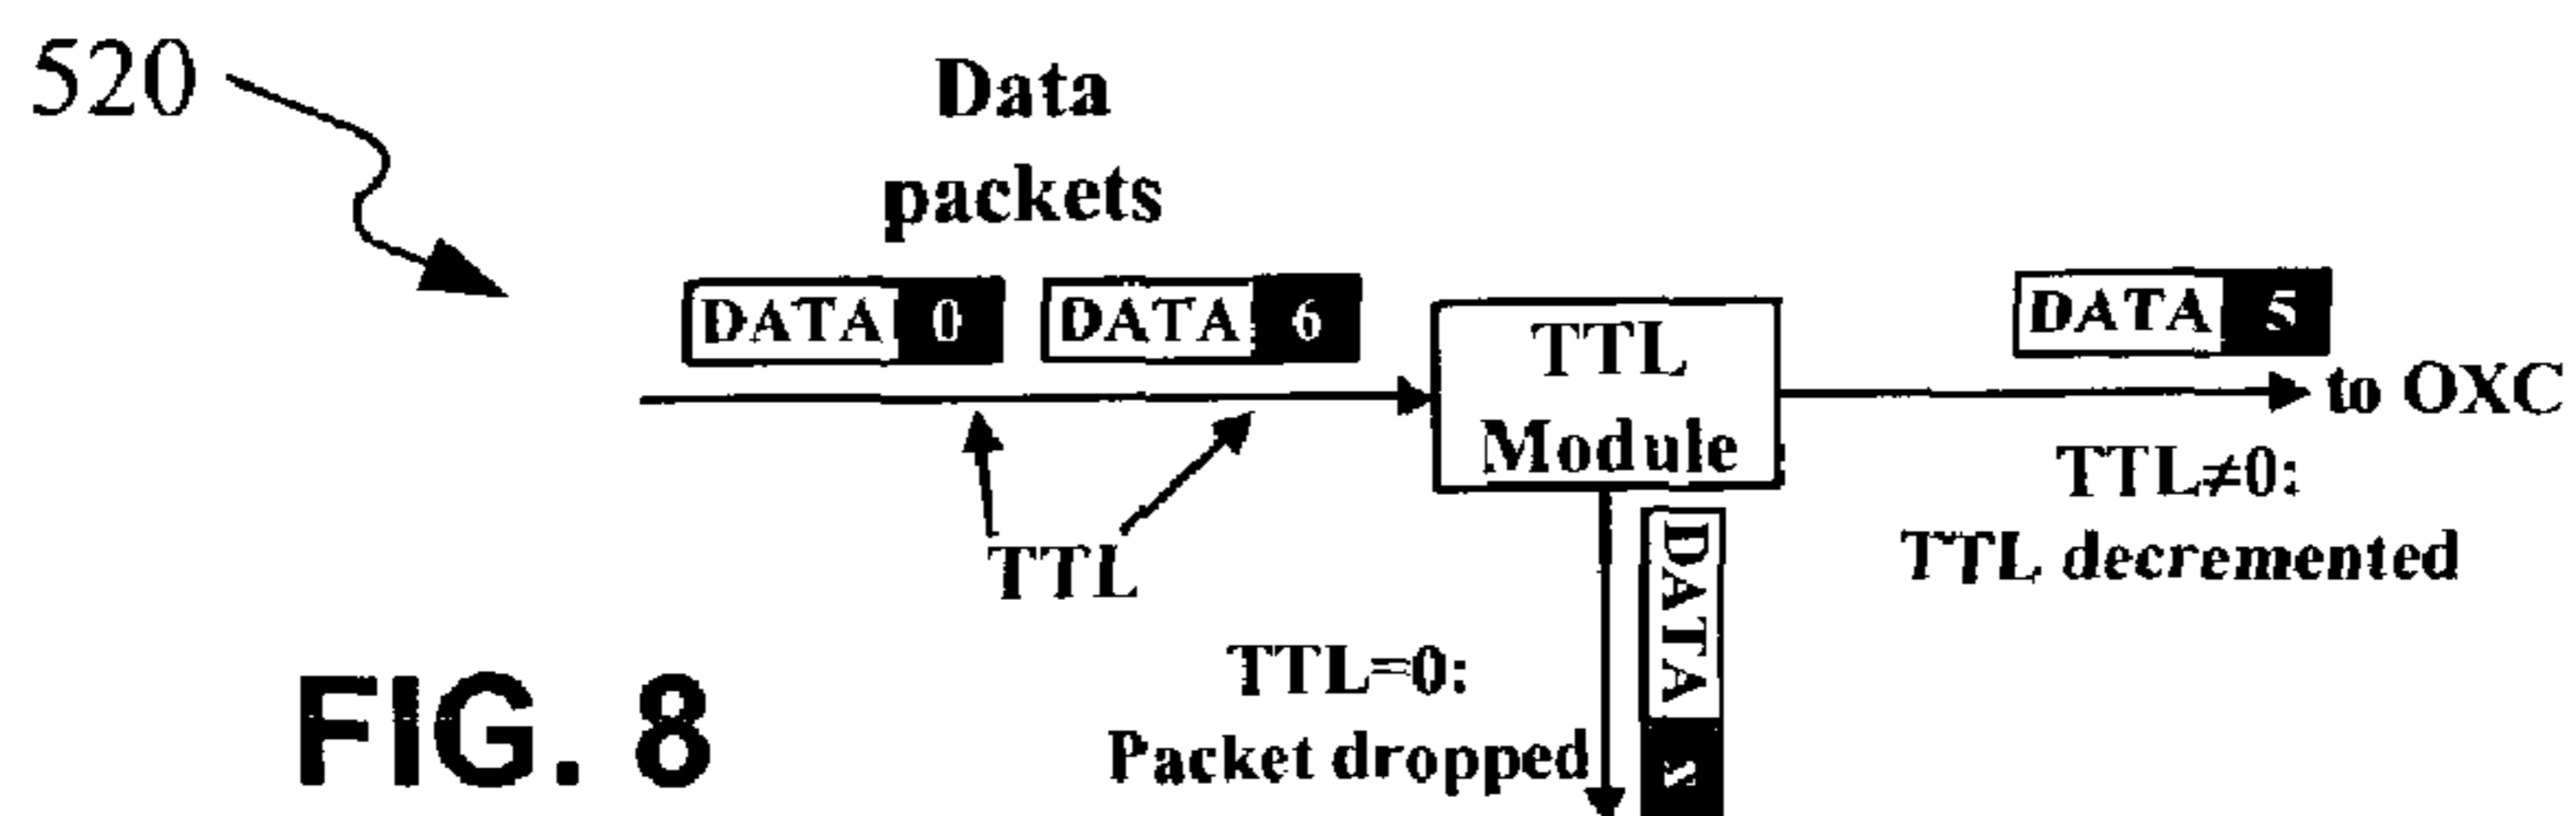 520
Data
packets
DATA 0
DATA 6
TTL
Module
DATA 5
to OXC
TTL≠0:
TTL decremented
TTL
DATA
TTL=0:
Packet dropped
FIG. 8